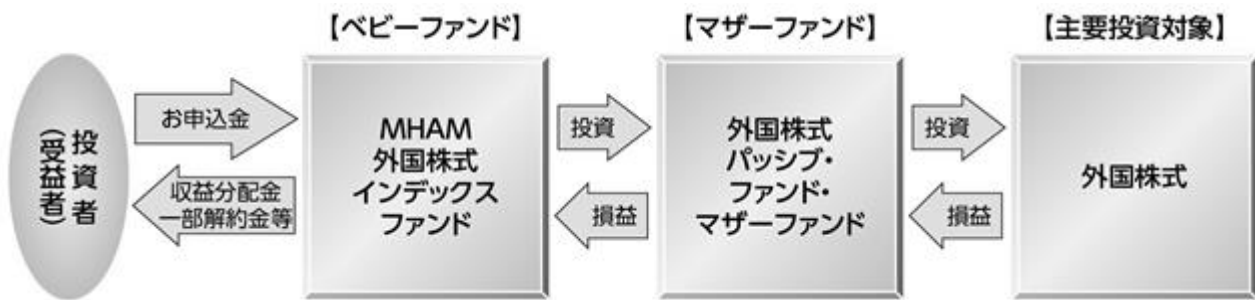 【ベビーファンド】
【マザーファンド】
【主要投資対象】
投資者
(受益者)
お申込金
収益分配金
一部解約金等
MHAM
外国株式
インデックス
ファンド
投資
損益
外国株式
パッシブ・
ファンド・
マザーファンド
投資
損益
外国株式